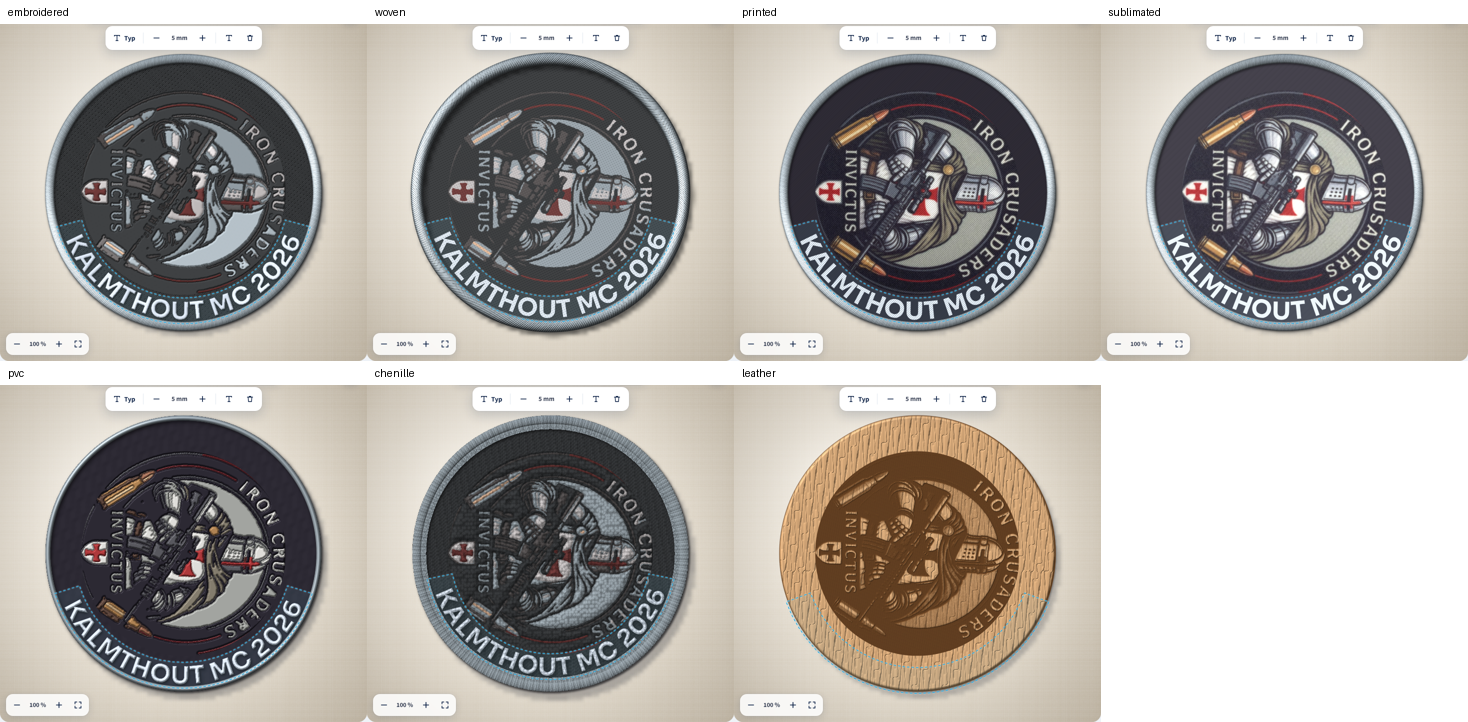 embroidered
woven
printed
sublimated
Typ
5 mm
Typ
5 mm
Typ
5 mm
Typ
5 mm
IRON CRUSADERS
INVICTUS
KALMTHOUT MC 2026
IRON CRUSADERS
INVICTUS
KALMTHOUT MC 2026
IRON CRUSADERS
INVICTUS
KALMTHOUT MC 2026
IRON CRUSADERS
INVICTUS
KALMTHOUT MC 2026
100 %
100 %
100 %
100 %
pvc
chenille
leather
Typ
5 mm
Typ
5 mm
Typ
5 mm
IRON CRUSADERS
INVICTUS
KALMTHOUT MC 2026
IRON CRUSADERS
INVICTUS
KALMTHOUT MC 2026
IRON CRUSADERS
INVICTUS
100 %
100 %
100 %